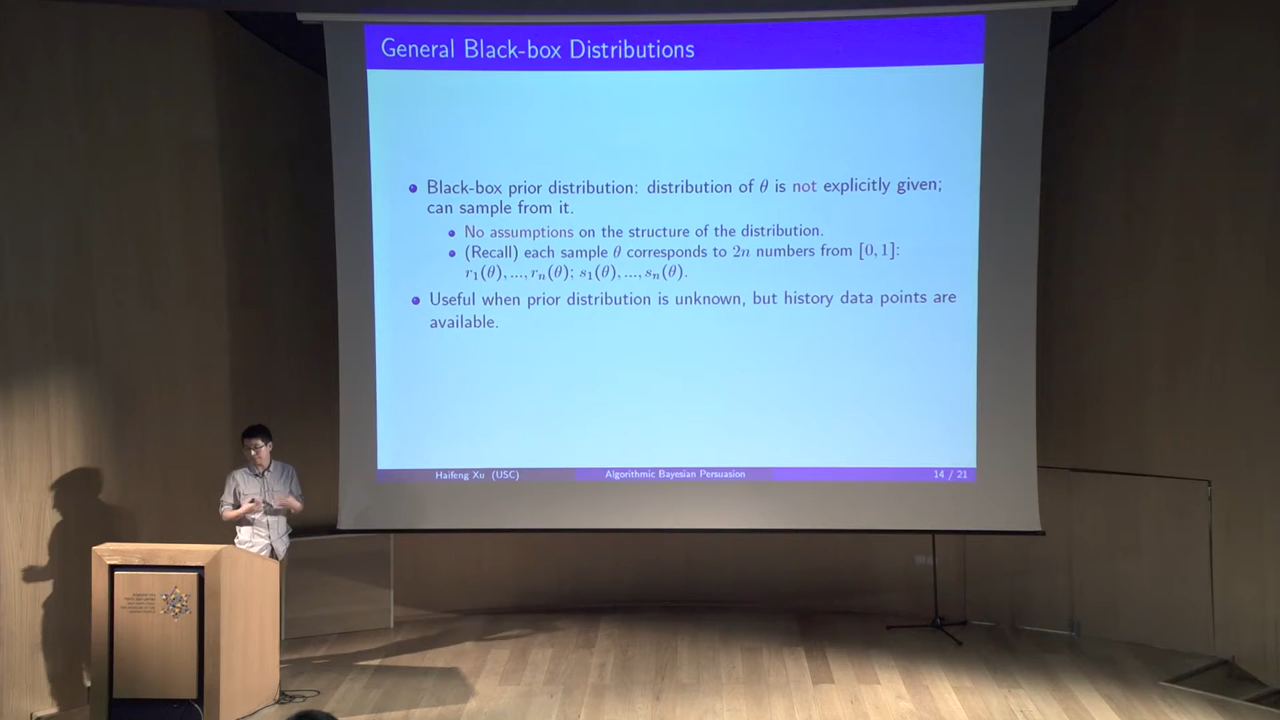 General Black-box Distributions
Black-box prior distribution: distribution of θ is not explicitly given;
can sample from it.
No assumptions on the structure of the distribution.
(Recall) each sample θ corresponds to 2n numbers from [0, 1]:
r₁(θ), ..., rₙ(θ); s₁(θ), ..., sₙ(θ).
Useful when prior distribution is unknown, but history data points are
available.
Haifeng Xu (USC) Algorithmic Bayesian Persuasion 14 / 21